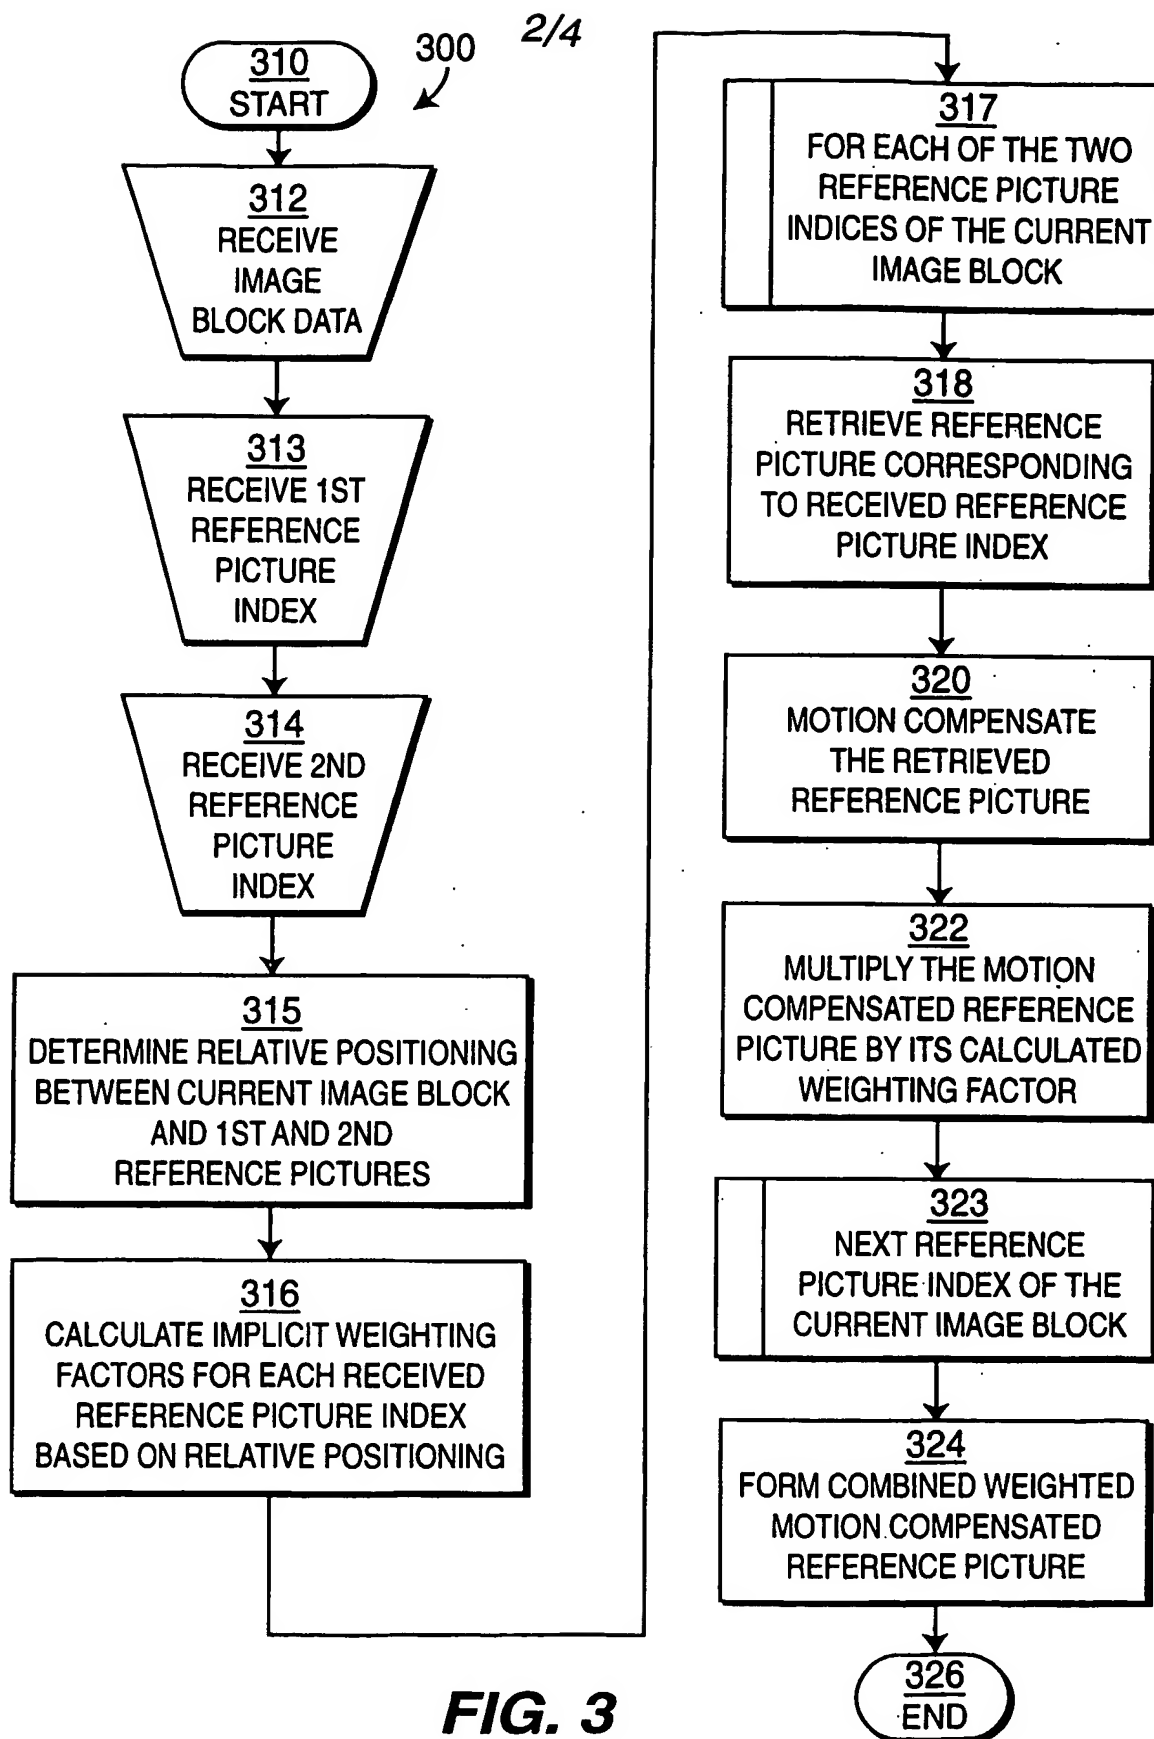 2/4
300
310
START
312
RECEIVE
IMAGE
BLOCK DATA
313
RECEIVE 1ST
REFERENCE
PICTURE
INDEX
314
RECEIVE 2ND
REFERENCE
PICTURE
INDEX
315
DETERMINE RELATIVE POSITIONING
BETWEEN CURRENT IMAGE BLOCK
AND 1ST AND 2ND
REFERENCE PICTURES
316
CALCULATE IMPLICIT WEIGHTING
FACTORS FOR EACH RECEIVED
REFERENCE PICTURE INDEX
BASED ON RELATIVE POSITIONING
317
FOR EACH OF THE TWO
REFERENCE PICTURE
INDICES OF THE CURRENT
IMAGE BLOCK
318
RETRIEVE REFERENCE
PICTURE CORRESPONDING
TO RECEIVED REFERENCE
PICTURE INDEX
320
MOTION COMPENSATE
THE RETRIEVED
REFERENCE PICTURE
322
MULTIPLY THE MOTION
COMPENSATED REFERENCE
PICTURE BY ITS CALCULATED
WEIGHTING FACTOR
323
NEXT REFERENCE
PICTURE INDEX OF THE
CURRENT IMAGE BLOCK
324
FORM COMBINED WEIGHTED
MOTION COMPENSATED
REFERENCE PICTURE
326
END
FIG. 3